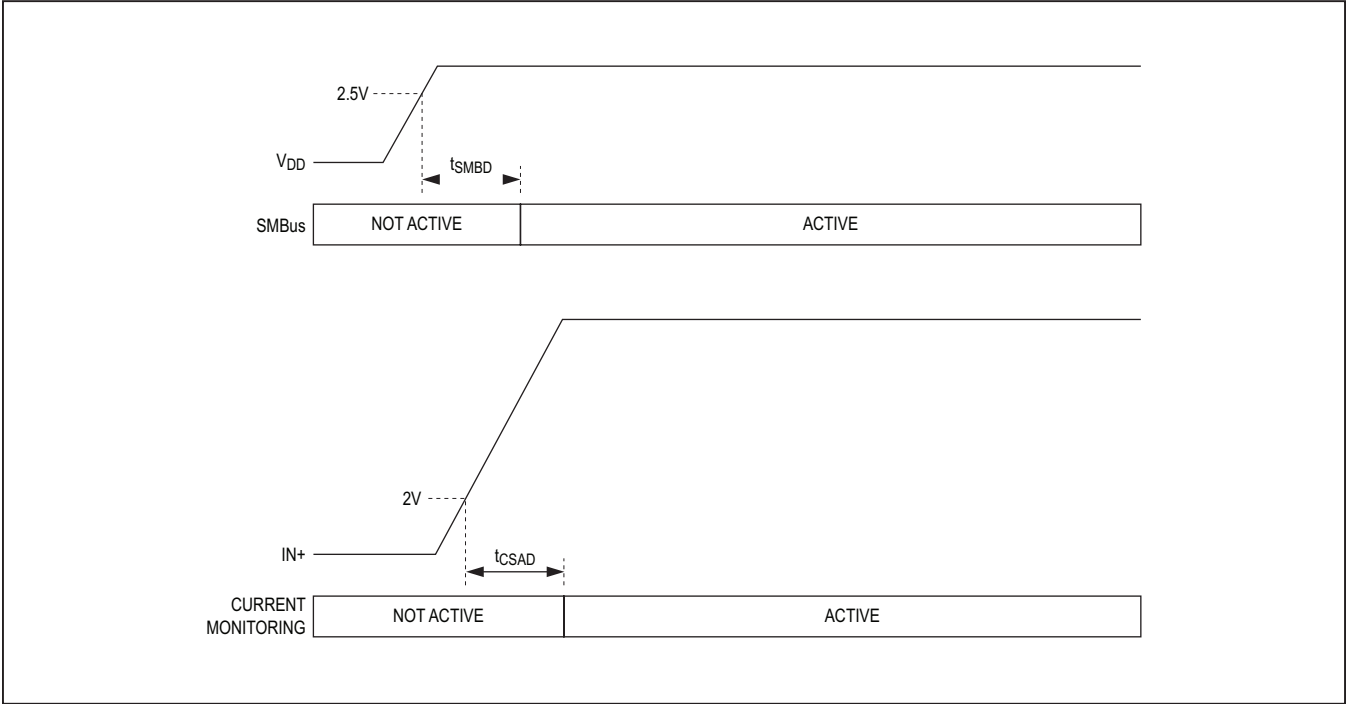 2.5V
VDD
tSMBD
SMBus
NOT ACTIVE
ACTIVE
2V
IN+
tCSAD
CURRENT
MONITORING
NOT ACTIVE
ACTIVE